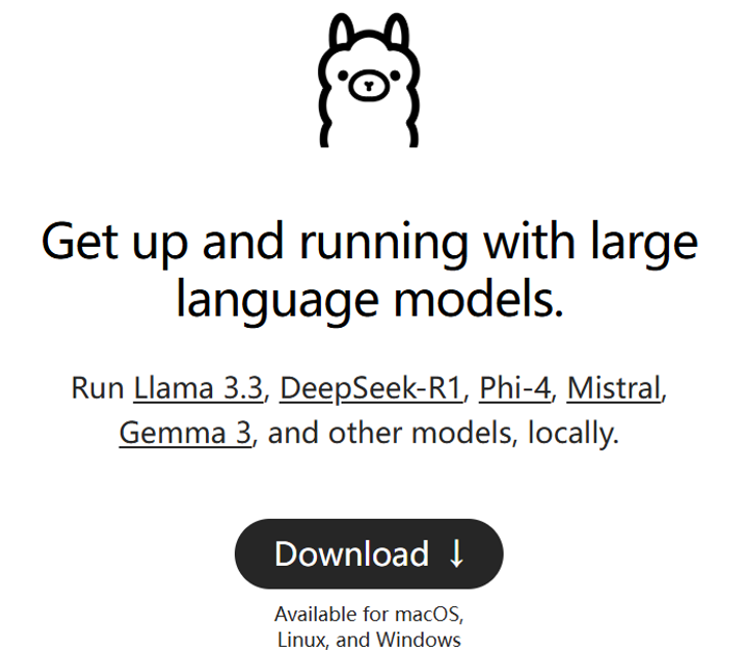 Get up and running with large
language models.
Run Llama 3.3, DeepSeek-R1, Phi-4, Mistral,
Gemma 3, and other models, locally.
Download ↓
Available for macOS,
Linux, and Windows